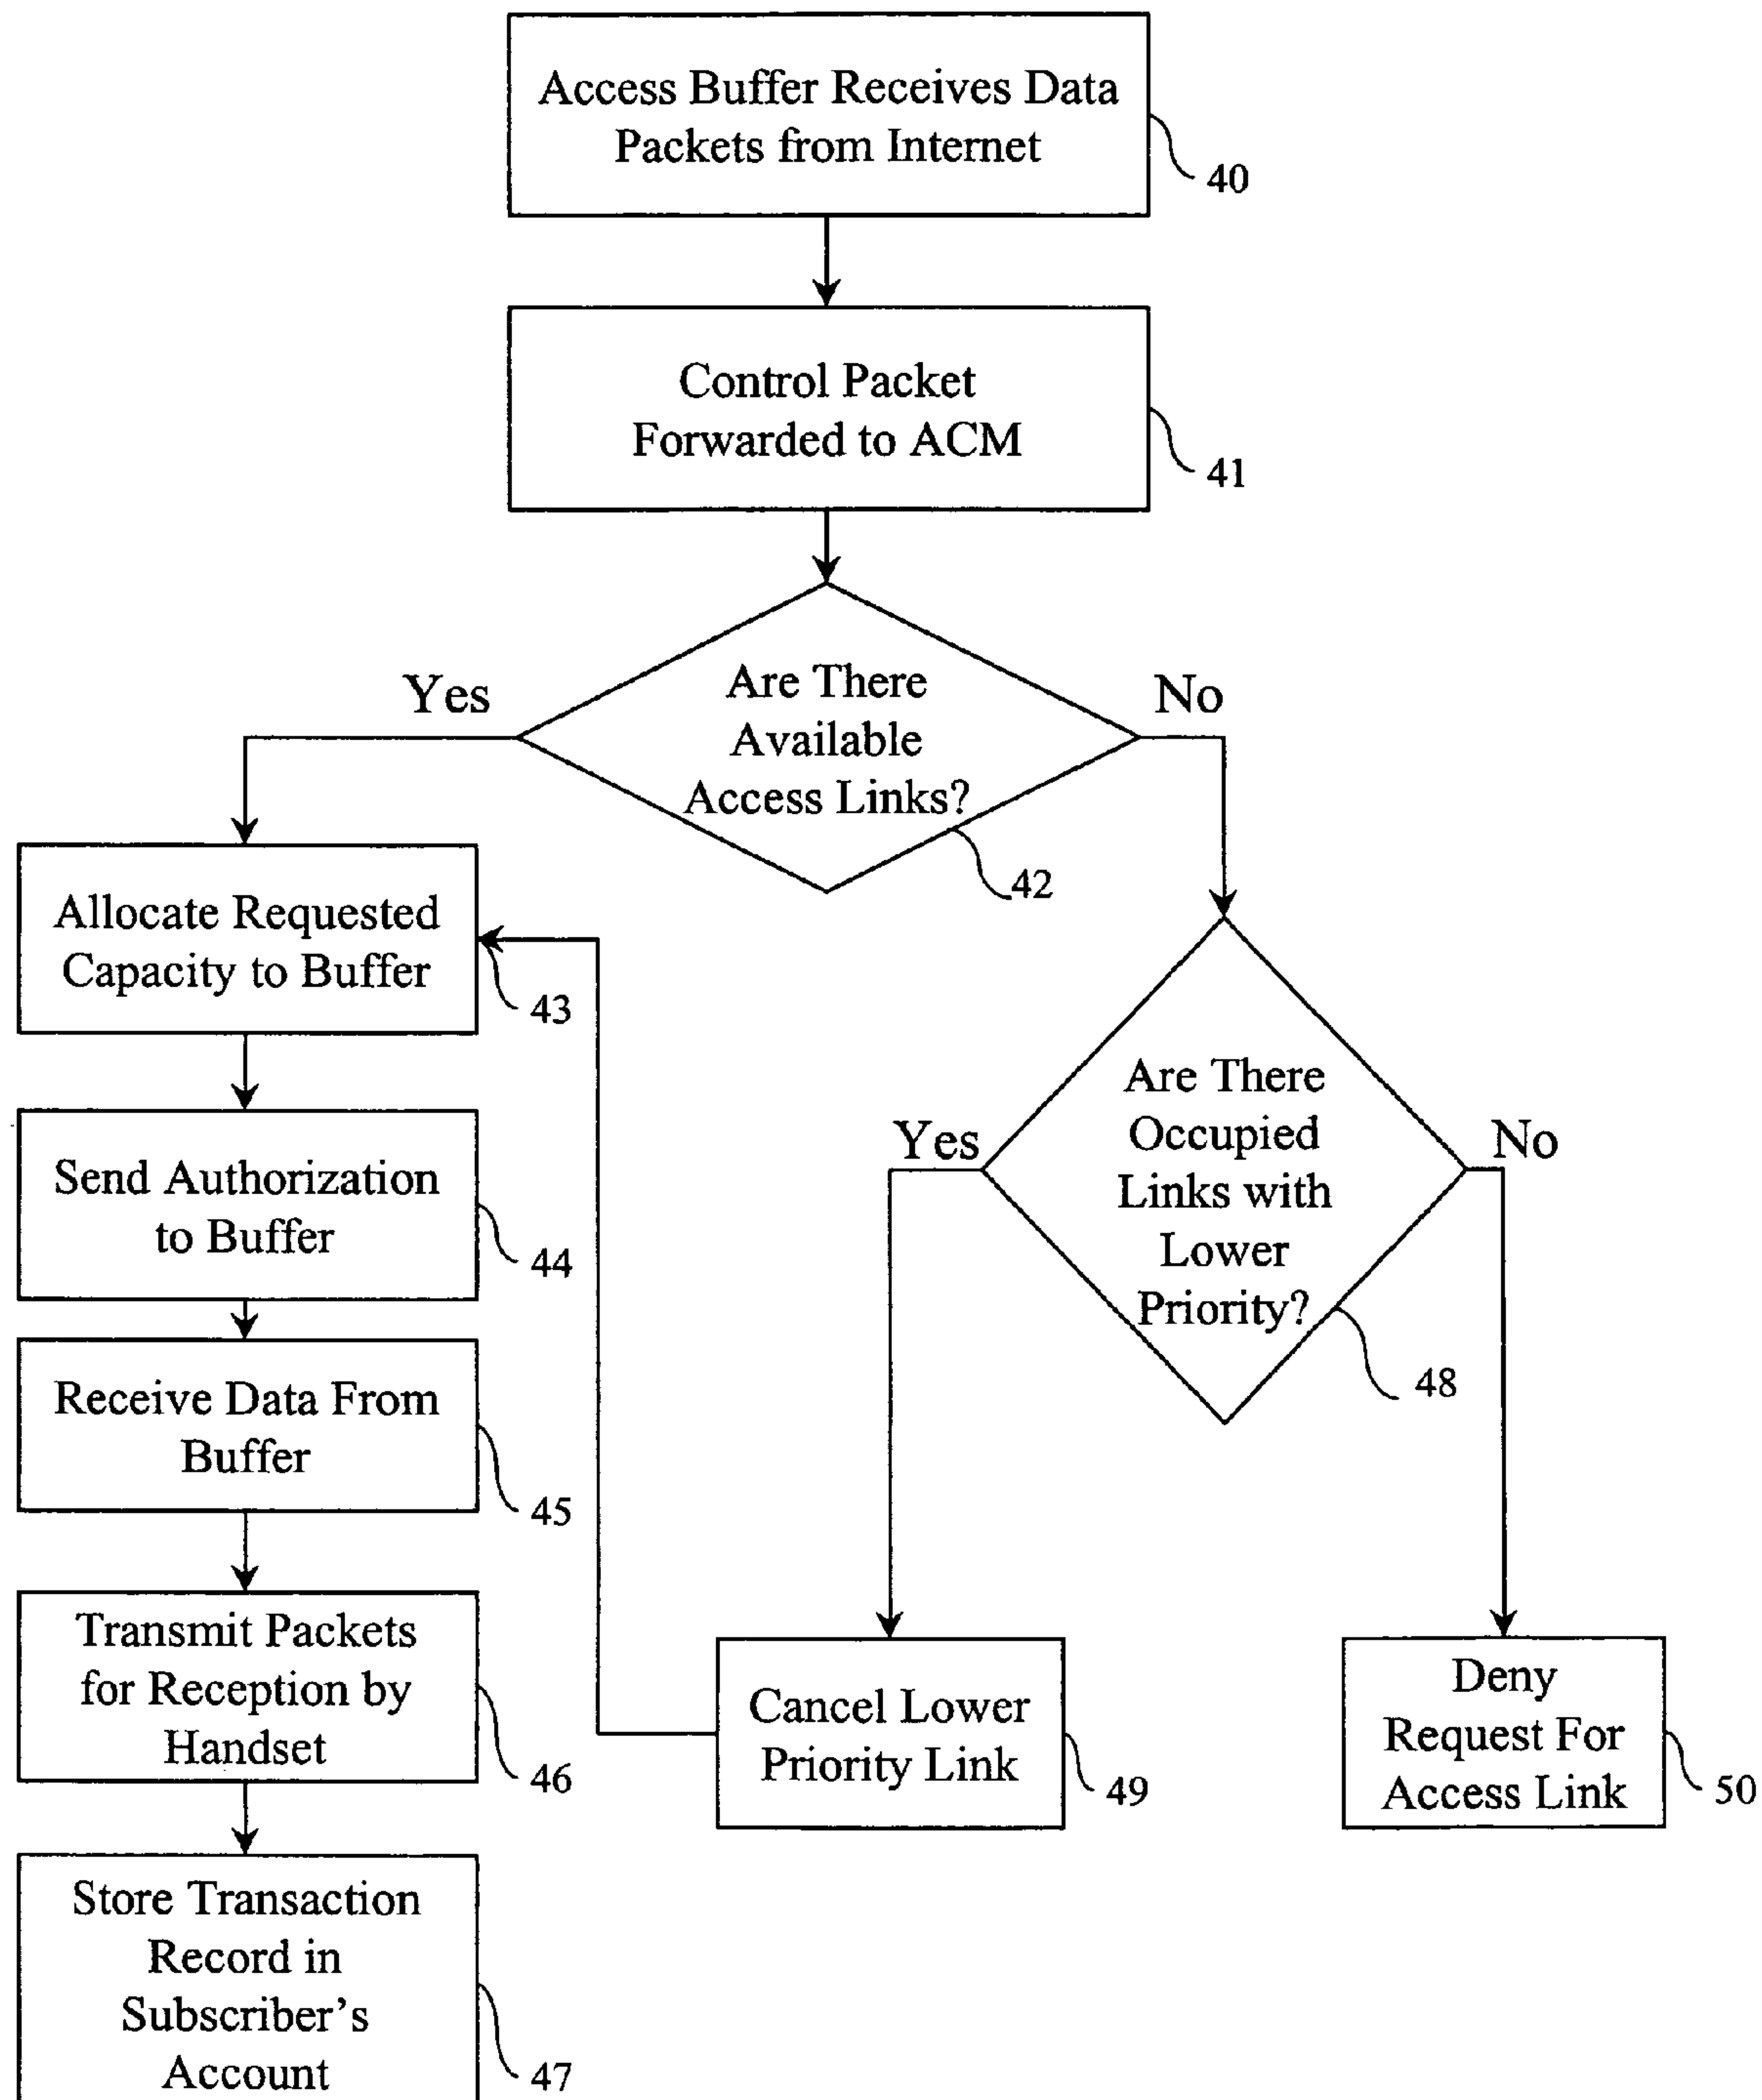 Access Buffer Receives Data
Packets from Internet
40
Control Packet
Forwarded to ACM
41
Are There
Available
Access Links?
42
Yes
No
Allocate Requested
Capacity to Buffer
43
Send Authorization
to Buffer
44
Receive Data From
Buffer
45
Transmit Packets
for Reception by
Handset
46
Store Transaction
Record in
Subscriber's
Account
47
Are There
Occupied
Links with
Lower
Priority?
48
Yes
No
Cancel Lower
Priority Link
49
Deny
Request For
Access Link
50